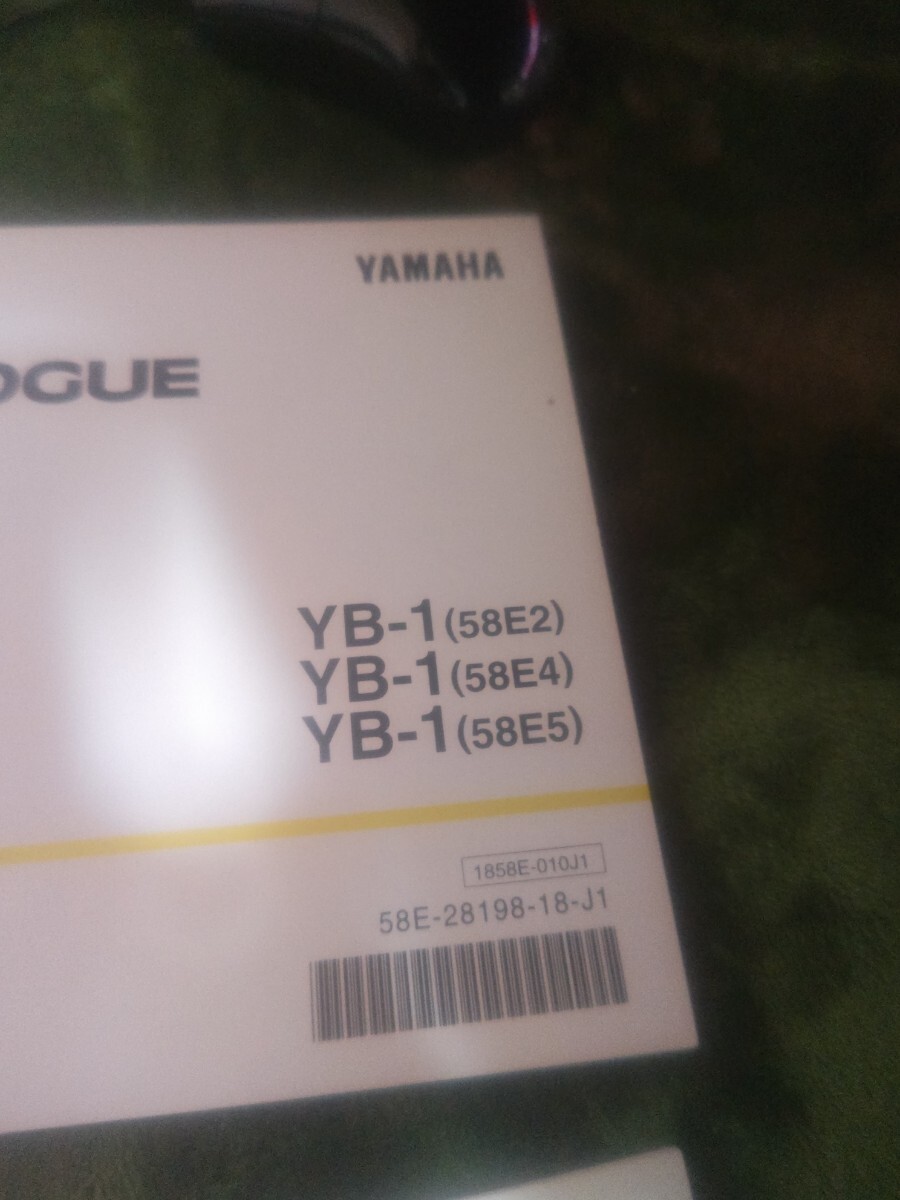 YAMAHA
OGUE
YB-1 (58E2)
YB-1 (58E4)
YB-1 (58E5)
1858E-010J1
58E-28198-18-J1